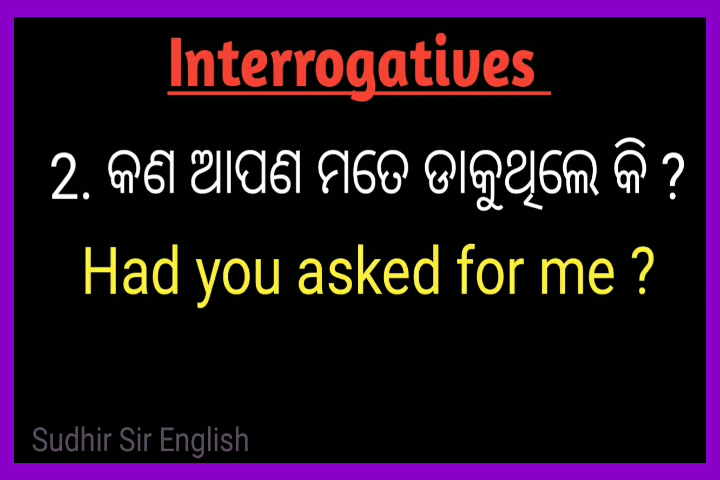 Interrogatives
2. କଣ ଆପଣ ମତେ ଡାକୁଥିଲେ କି ?
Had you asked for me ?
Sudhir Sir English